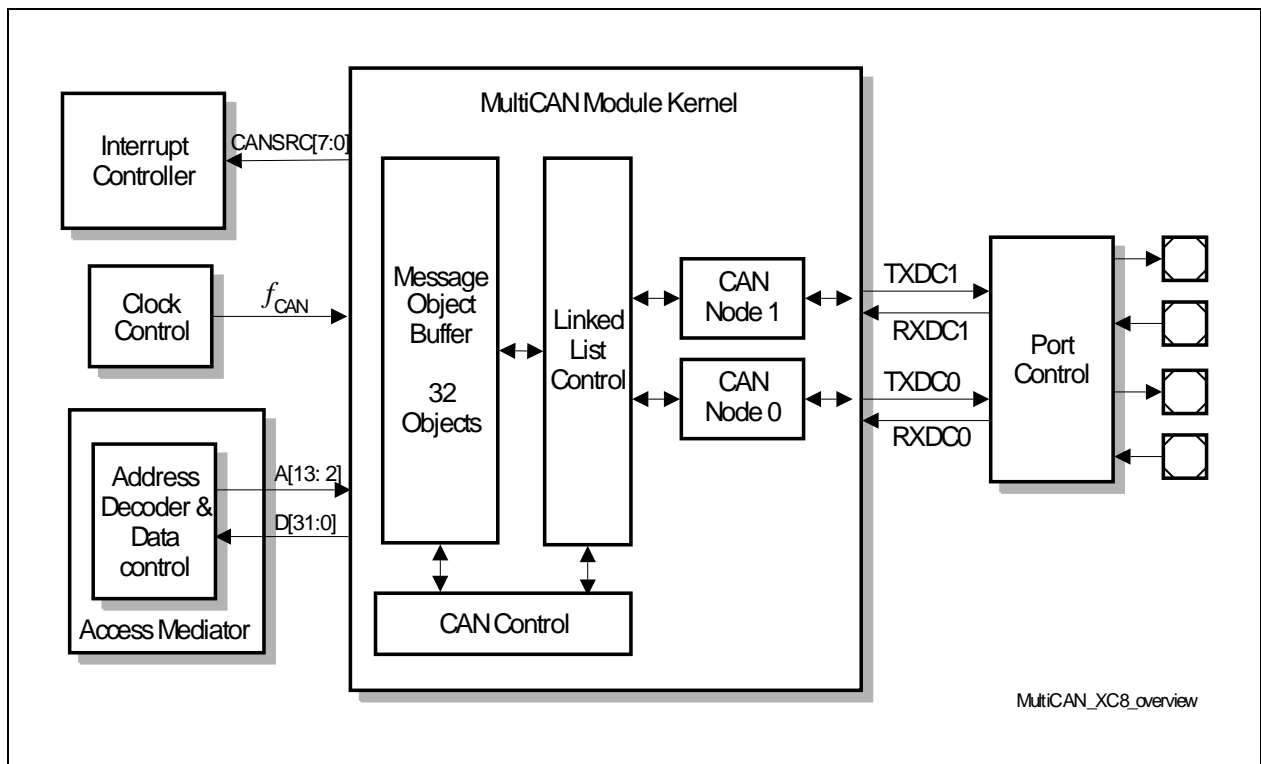 MultiCAN Module Kernel
Interrupt
Controller
CANSRC[7:0]
Clock
Control
fCAN
Address
Decoder &
Data
control
Access Mediator
A[13: 2]
D[31:0]
Message
Object
Buffer
32
Objects
Linked
List
Control
CAN
Node 1
CAN
Node 0
CAN Control
TXDC1
RXDC1
TXDC0
RXDC0
Port
Control
MultiCAN_XC8_overview